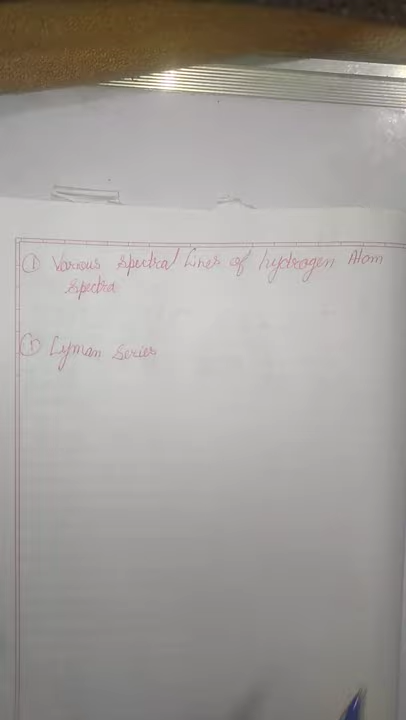 ① Various Spectral Lines of hydrogen Atom
Spectra
① Lyman Series